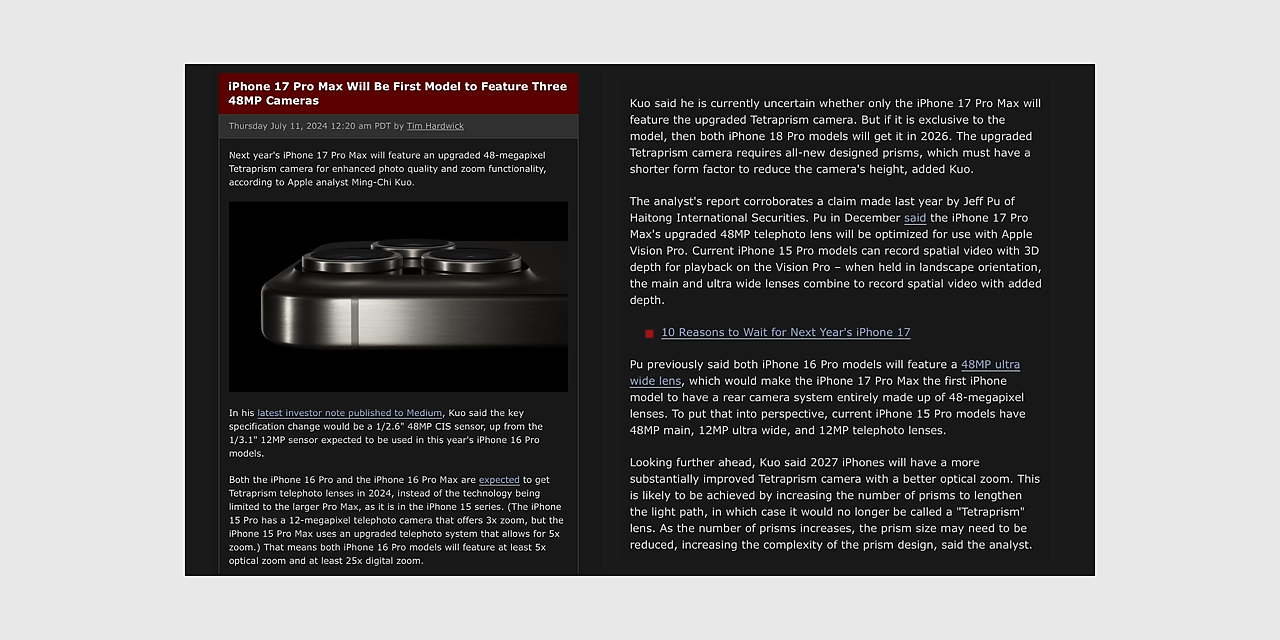 iPhone 17 Pro Max Will Be First Model to Feature Three
48MP Cameras
Thursday July 11, 2024 12:20 am PDT by Tim Hardwick
Next year's iPhone 17 Pro Max will feature an upgraded 48-megapixel
Tetraprism camera for enhanced photo quality and zoom functionality,
according to Apple analyst Ming-Chi Kuo.
In his latest investor note published to Medium, Kuo said the key
specification change would be a 1/2.6" 48MP CIS sensor, up from the
1/3.1" 12MP sensor expected to be used in this year's iPhone 16 Pro
models.
Both the iPhone 16 Pro and the iPhone 16 Pro Max are expected to get
Tetraprism telephoto lenses in 2024, instead of the technology being
limited to the larger Pro Max, as it is in the iPhone 15 series. (The iPhone
15 Pro has a 12-megapixel telephoto camera that offers 3x zoom, but the
iPhone 15 Pro Max uses an upgraded telephoto system that allows for 5x
zoom.) That means both iPhone 16 Pro models will feature at least 5x
optical zoom and at least 25x digital zoom.
Kuo said he is currently uncertain whether only the iPhone 17 Pro Max will
feature the upgraded Tetraprism camera. But if it is exclusive to the
model, then both iPhone 18 Pro models will get it in 2026. The upgraded
Tetraprism camera requires all-new designed prisms, which must have a
shorter form factor to reduce the camera's height, added Kuo.
The analyst's report corroborates a claim made last year by Jeff Pu of
Haitong International Securities. Pu in December said the iPhone 17 Pro
Max's upgraded 48MP telephoto lens will be optimized for use with Apple
Vision Pro. Current iPhone 15 Pro models can record spatial video with 3D
depth for playback on the Vision Pro – when held in landscape orientation,
the main and ultra wide lenses combine to record spatial video with added
depth.
10 Reasons to Wait for Next Year's iPhone 17
Pu previously said both iPhone 16 Pro models will feature a 48MP ultra
wide lens, which would make the iPhone 17 Pro Max the first iPhone
model to have a rear camera system entirely made up of 48-megapixel
lenses. To put that into perspective, current iPhone 15 Pro models have
48MP main, 12MP ultra wide, and 12MP telephoto lenses.
Looking further ahead, Kuo said 2027 iPhones will have a more
substantially improved Tetraprism camera with a better optical zoom. This
is likely to be achieved by increasing the number of prisms to lengthen
the light path, in which case it would no longer be called a "Tetraprism"
lens. As the number of prisms increases, the prism size may need to be
reduced, increasing the complexity of the prism design, said the analyst.